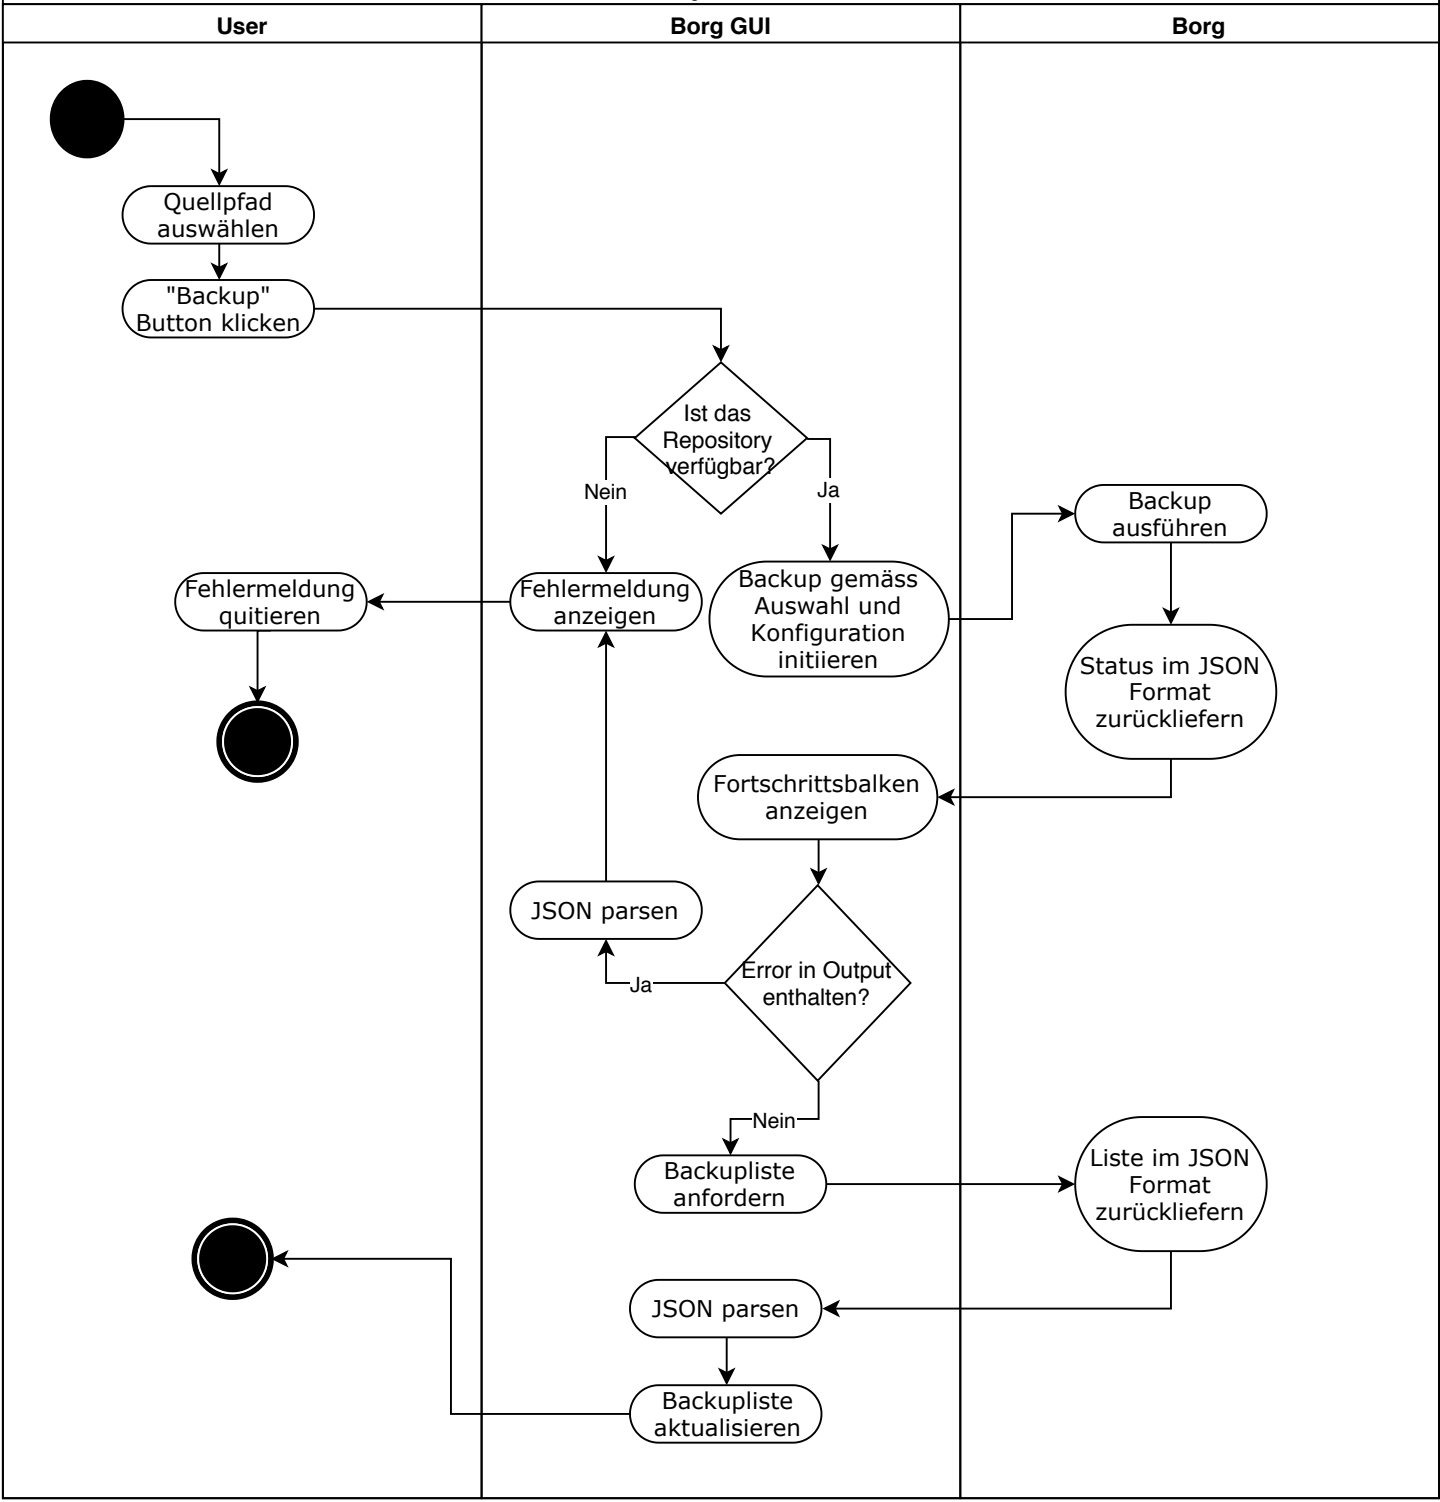 User
Borg GUI
Borg
Quellpfad
auswählen
"Backup"
Button klicken
Ist das
Repository
verfügbar?
Nein
Ja
Backup
ausführen
Fehlermeldung
quitieren
Fehlermeldung
anzeigen
Backup gemäss
Auswahl und
Konfiguration
initiieren
Status im JSON
Format
zurückliefern
Fortschrittsbalken
anzeigen
JSON parsen
Error in Output
enthalten?
Ja
Nein
Backupliste
anfordern
Liste im JSON
Format
zurückliefern
JSON parsen
Backupliste
aktualisieren